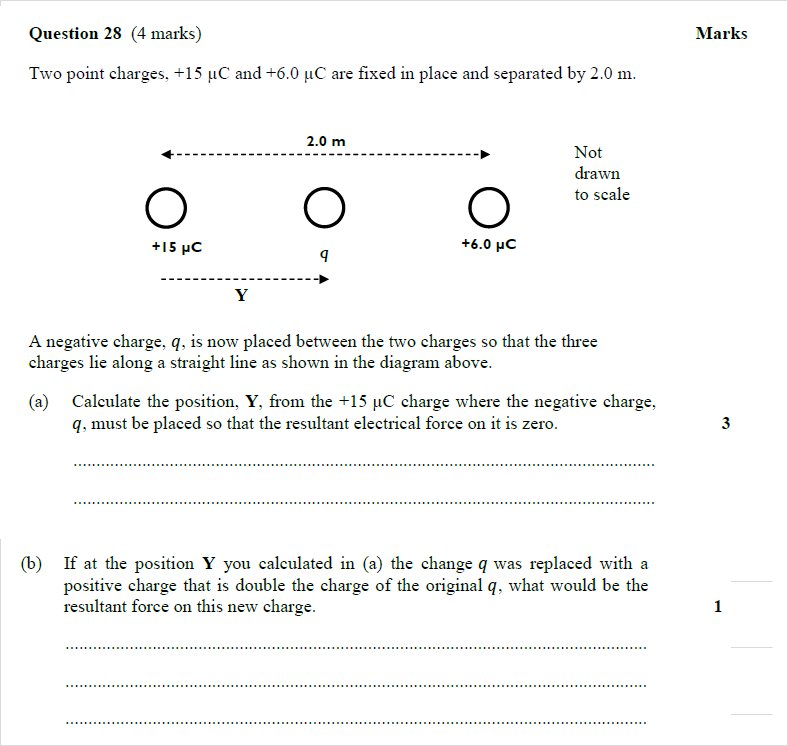 Question 28 (4 marks) Marks
Two point charges, +15 µC and +6.0 µC are fixed in place and separated by 2.0 m.
2.0 m
Not
drawn
to scale
+15 µC
q
+6.0 µC
Y
A negative charge, q, is now placed between the two charges so that the three
charges lie along a straight line as shown in the diagram above.
(a) Calculate the position, Y, from the +15 µC charge where the negative charge,
q, must be placed so that the resultant electrical force on it is zero. 3
(b) If at the position Y you calculated in (a) the change q was replaced with a
positive charge that is double the charge of the original q, what would be the
resultant force on this new charge. 1